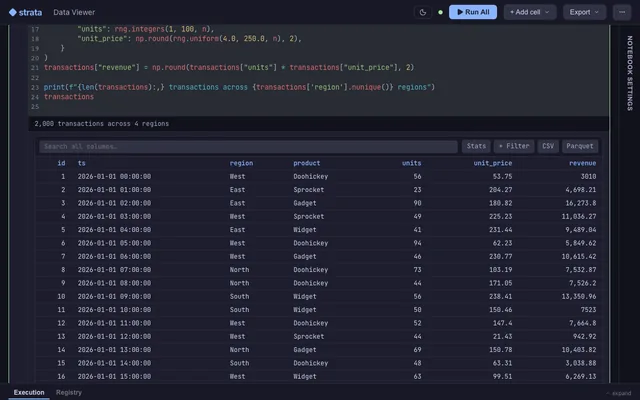 strata Data Viewer Run All + Add cell Export
NOTEBOOK SETTINGS
17 "units": rng.integers(1, 100, n),
18 "unit_price": np.round(rng.uniform(4.0, 250.0, n), 2),
19 }
20 )
21 transactions["revenue"] = np.round(transactions["units"] * transactions["unit_price"], 2)
22
23 print(f"{len(transactions):,} transactions across {transactions['region'].nunique()} regions")
24 transactions
25
2,000 transactions across 4 regions
Search all columns… Stats + Filter CSV Parquet
id ts region product units unit_price revenue
1 2026-01-01 00:00:00 West Doohickey 56 53.75 3010
2 2026-01-01 01:00:00 East Sprocket 23 204.27 4,698.21
3 2026-01-01 02:00:00 East Gadget 90 180.82 16,273.8
4 2026-01-01 03:00:00 West Sprocket 49 225.23 11,036.27
5 2026-01-01 04:00:00 East Widget 41 231.44 9,489.04
6 2026-01-01 05:00:00 West Doohickey 94 62.23 5,849.62
7 2026-01-01 06:00:00 West Gadget 46 230.77 10,615.42
8 2026-01-01 07:00:00 North Doohickey 73 103.19 7,532.87
9 2026-01-01 08:00:00 North Doohickey 44 171.05 7,526.2
10 2026-01-01 09:00:00 South Widget 56 238.41 13,350.96
11 2026-01-01 10:00:00 South Widget 50 150.46 7523
12 2026-01-01 11:00:00 West Doohickey 52 147.4 7,664.8
13 2026-01-01 12:00:00 West Sprocket 44 21.43 942.92
14 2026-01-01 13:00:00 North Gadget 69 150.78 10,403.82
15 2026-01-01 14:00:00 South Doohickey 48 63.31 3,038.88
16 2026-01-01 15:00:00 West Widget 63 99.51 6,269.13
Execution Registry expand